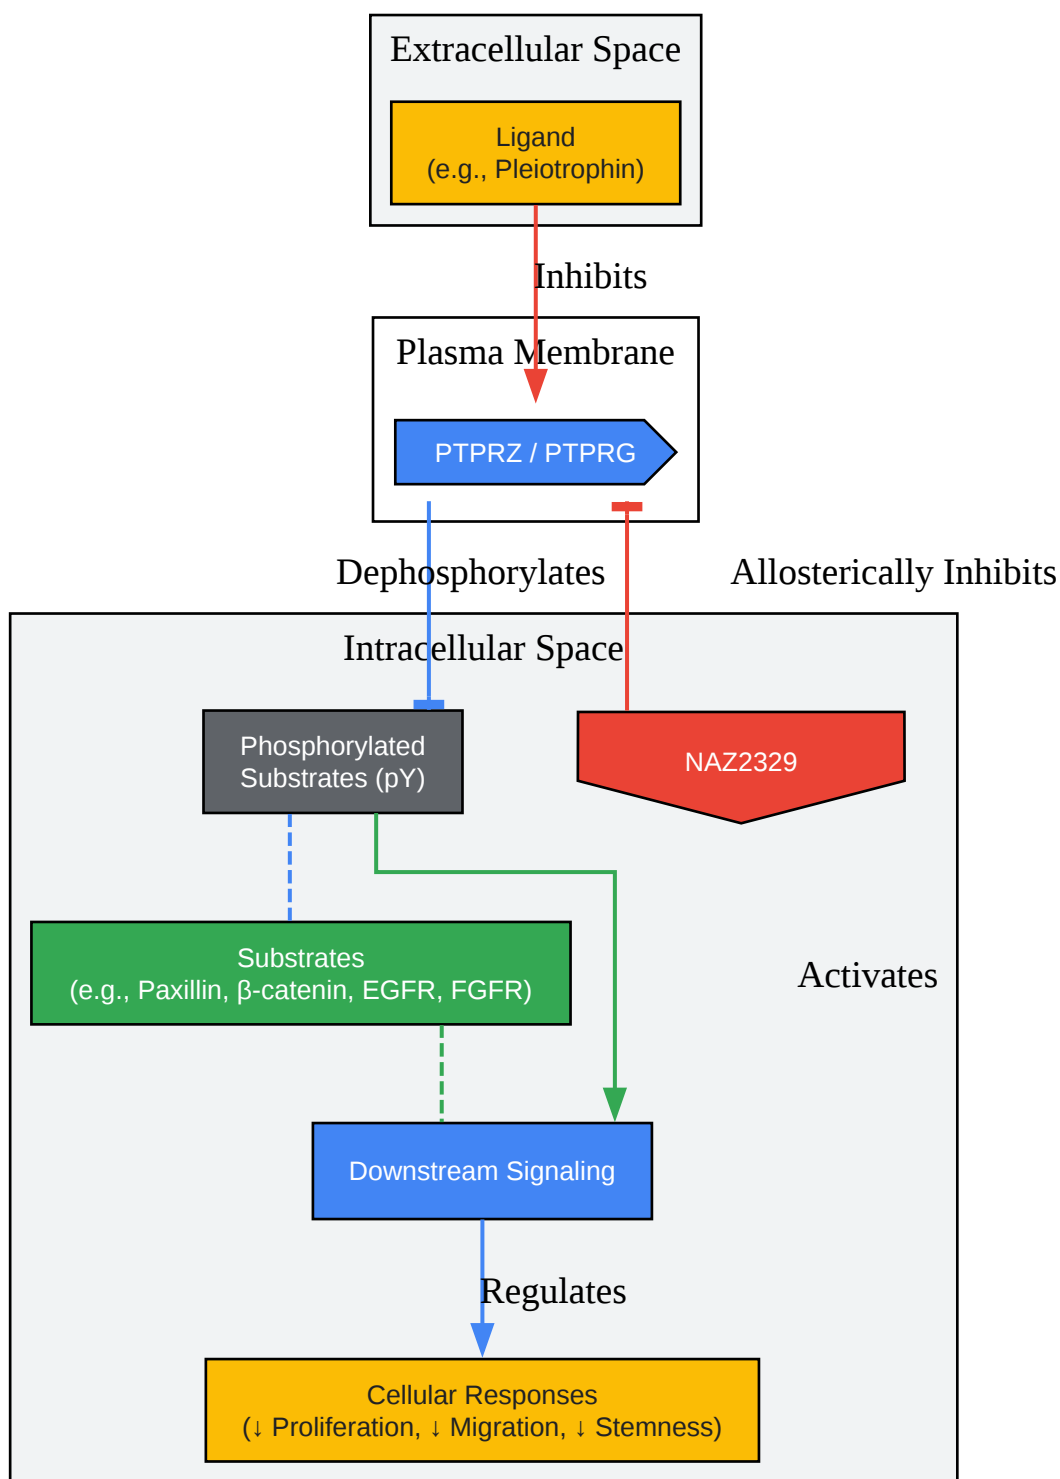 Extracellular Space
Ligand
(e.g., Pleiotrophin)
Inhibits
Plasma Membrane
PTPRZ / PTPRG
Dephosphorylates
Allosterically Inhibits
Intracellular Space
Phosphorylated
Substrates (pY)
NAZ2329
Substrates
(e.g., Paxillin, β-catenin, EGFR, FGFR)
Activates
Downstream Signaling
Regulates
Cellular Responses
(↓ Proliferation, ↓ Migration, ↓ Stemness)